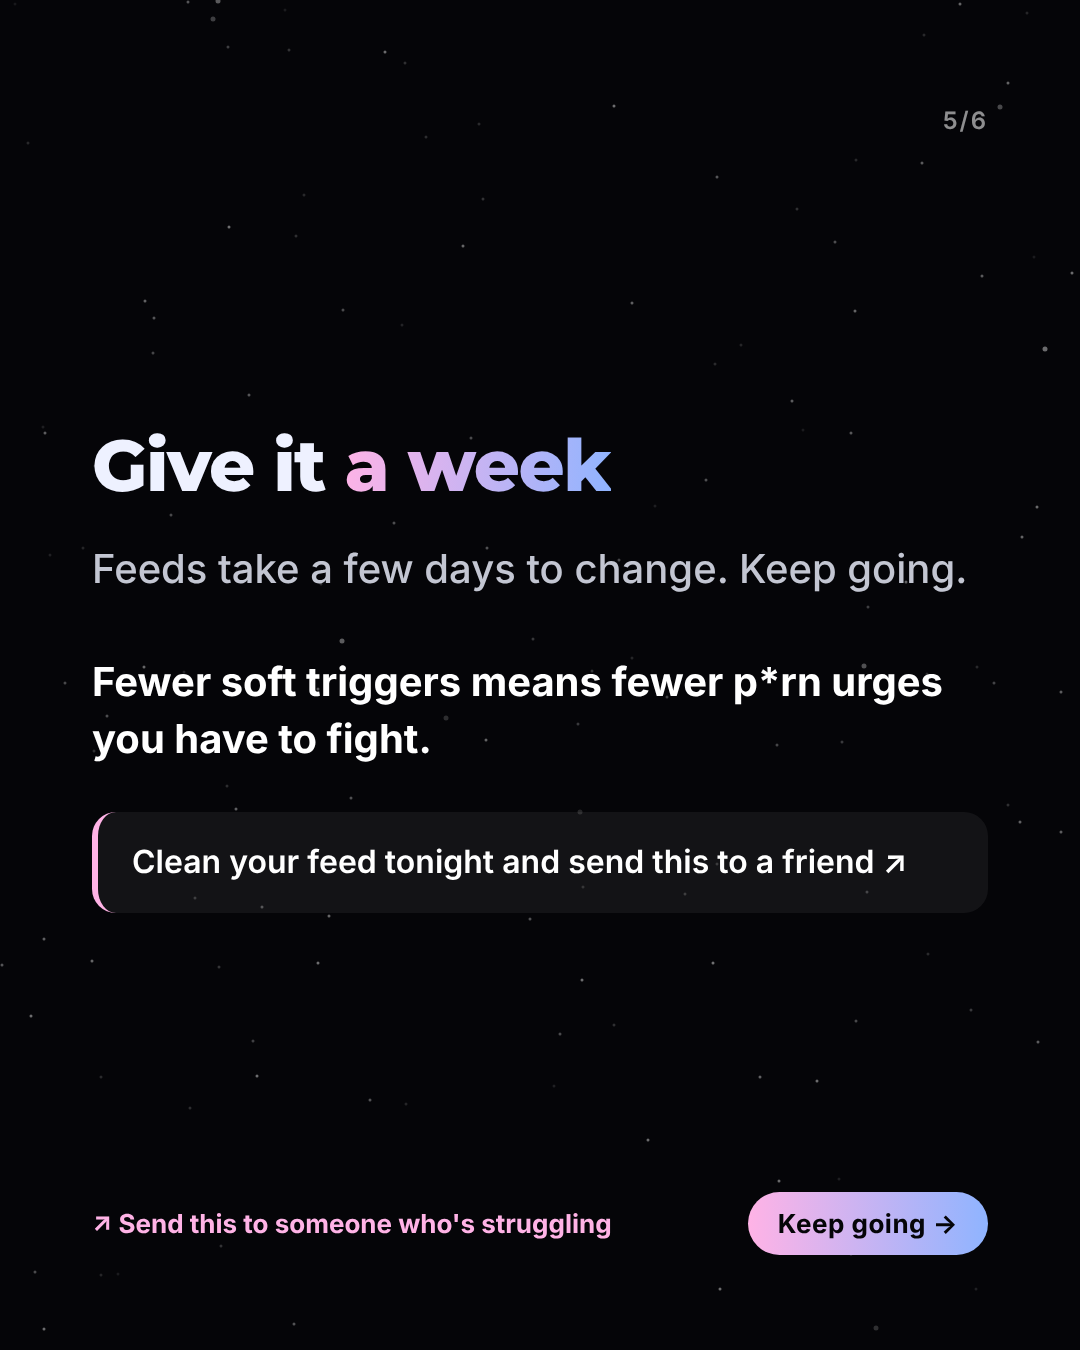 5/6
Give it a week
Feeds take a few days to change. Keep going.
Fewer soft triggers means fewer p*rn urges
you have to fight.
Clean your feed tonight and send this to a friend ↗
↗ Send this to someone who's struggling
Keep going →